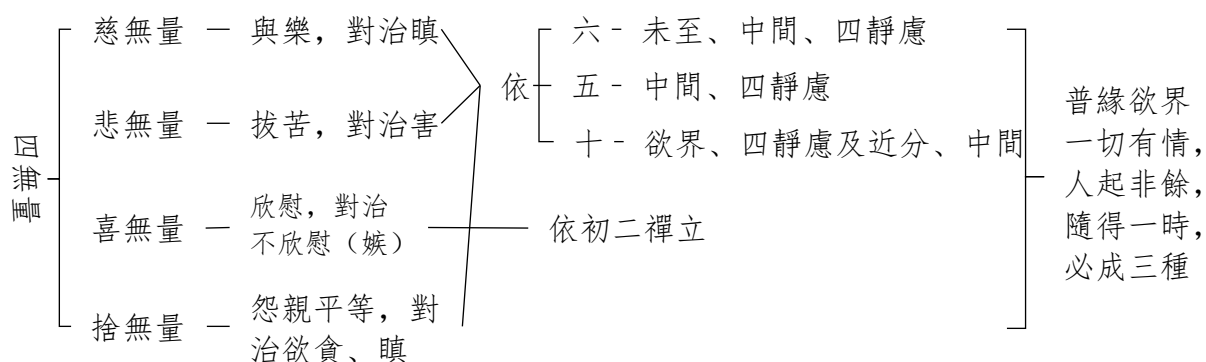 四無量
慈無量 － 與樂，對治瞋
悲無量 － 拔苦，對治害
喜無量 － 欣慰，對治
不欣慰（嫉）
捨無量 － 怨親平等，對
治欲貪、瞋
依
六－未至、中間、四靜慮
五－中間、四靜慮
十－欲界、四靜慮及近分、中間
依初二禪立
普緣欲界
一切有情，
人起非餘，
隨得一時，
必成三種